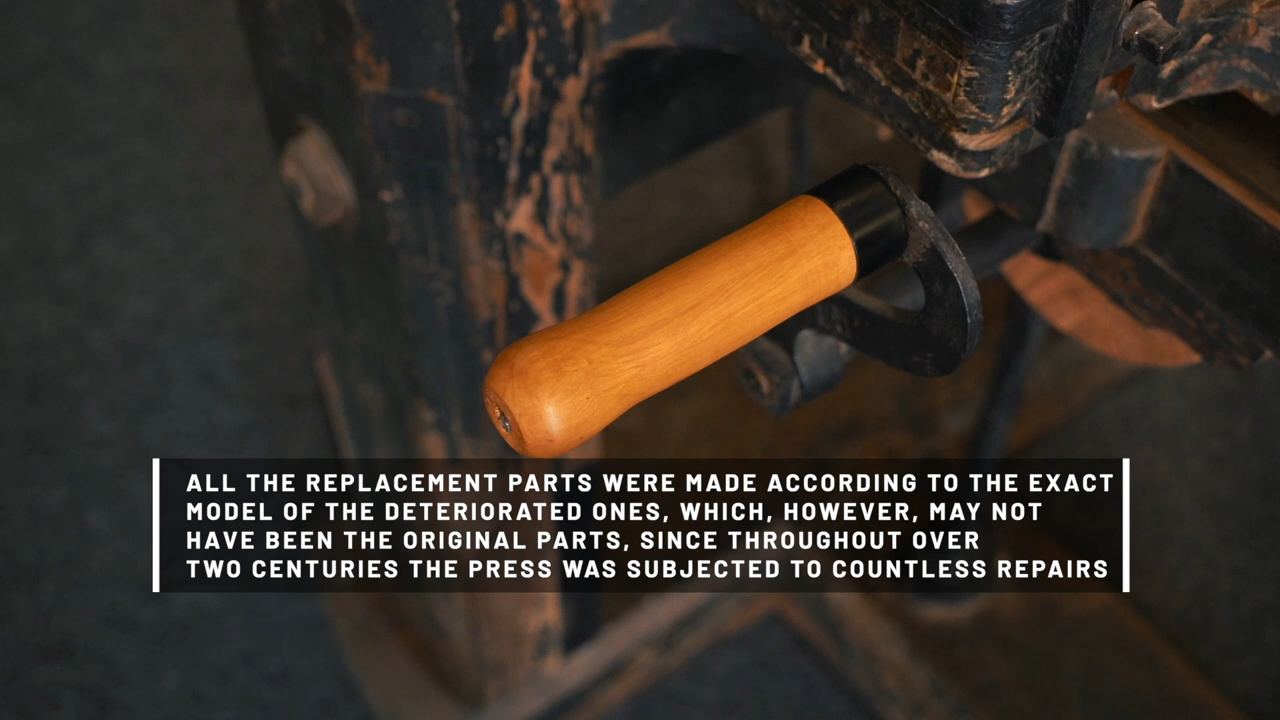 ALL THE REPLACEMENT PARTS WERE MADE ACCORDING TO THE EXACT
MODEL OF THE DETERIORATED ONES, WHICH, HOWEVER, MAY NOT
HAVE BEEN THE ORIGINAL PARTS, SINCE THROUGHOUT OVER
TWO CENTURIES THE PRESS WAS SUBJECTED TO COUNTLESS REPAIRS